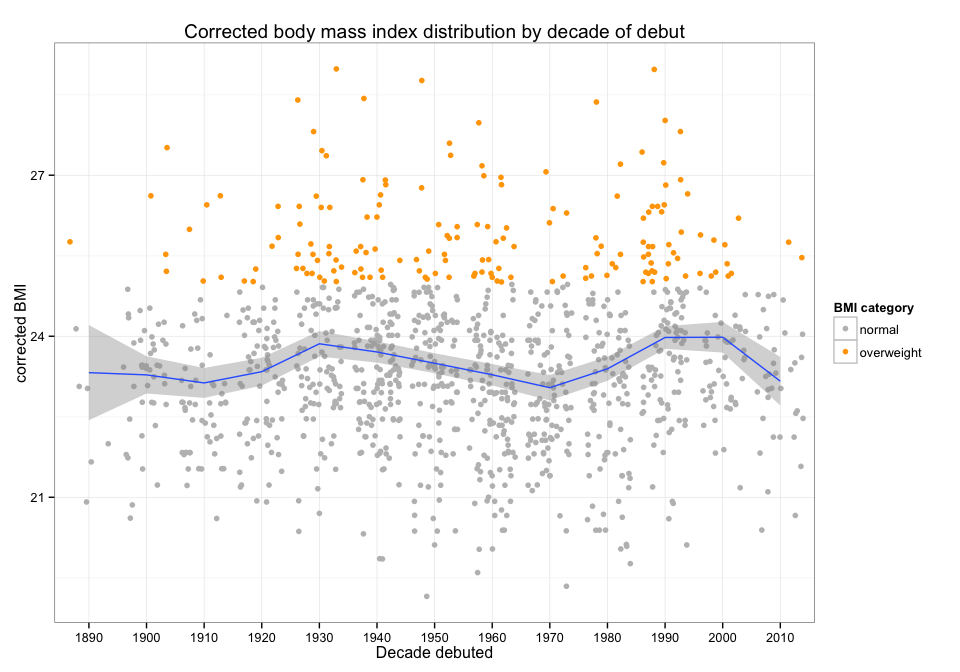 Corrected body mass index distribution by decade of debut
corrected BMI
27
24
21
1890 1900 1910 1920 1930 1940 1950 1960 1970 1980 1990 2000 2010
Decade debuted
BMI category
normal
overweight